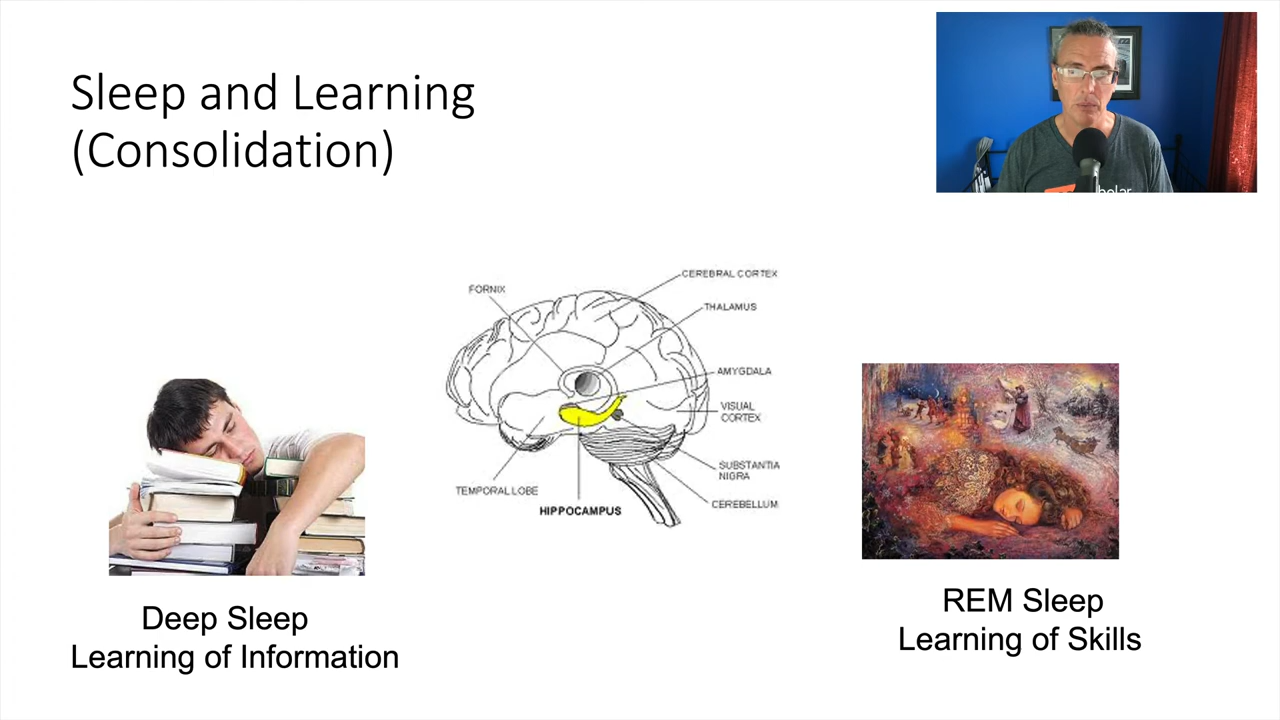 Sleep and Learning
(Consolidation)
holar
CEREBRAL CORTEX
FORNIX
THALAMUS
AMYGDALA
VISUAL
CORTEX
SUBSTANTIA
NIGRA
TEMPORAL LOBE
CEREBELLUM
HIPPOCAMPUS
Deep Sleep
Learning of Information
REM Sleep
Learning of Skills